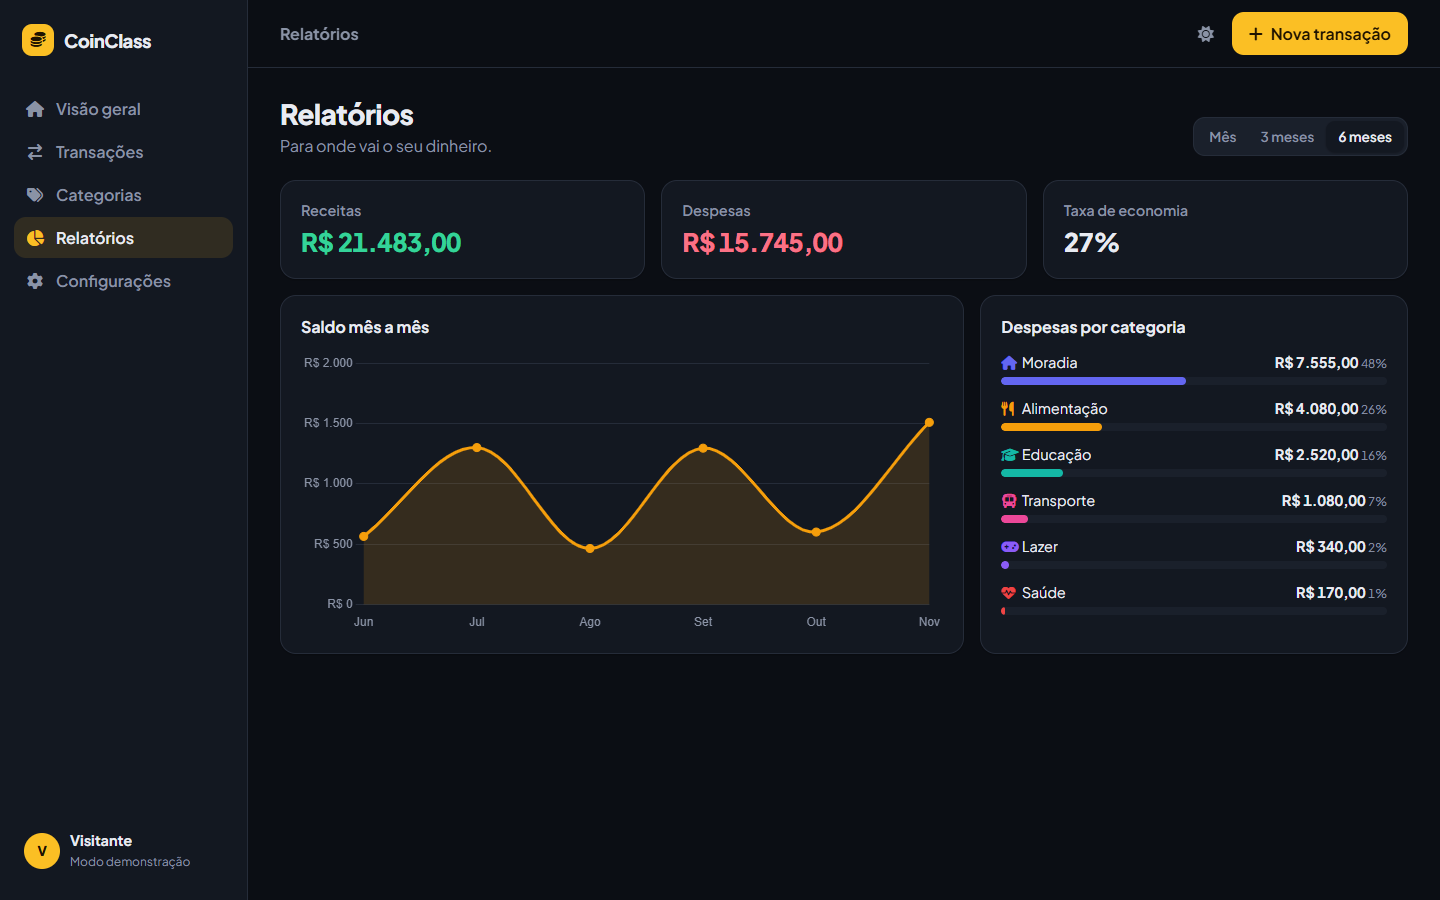 CoinClass
Visão geral
Transações
Categorias
Relatórios
Configurações
V
Visitante
Modo demonstração
Relatórios
Nova transação
Relatórios
Para onde vai o seu dinheiro.
Mês 3 meses 6 meses
Receitas
R$ 21.483,00
Despesas
R$ 15.745,00
Taxa de economia
27%
Saldo mês a mês
R$ 2.000
R$ 1.500
R$ 1.000
R$ 500
R$ 0
Jun Jul Ago Set Out Nov
Despesas por categoria
Moradia R$ 7.555,00 48%
Alimentação R$ 4.080,00 26%
Educação R$ 2.520,00 16%
Transporte R$ 1.080,00 7%
Lazer R$ 340,00 2%
Saúde R$ 170,00 1%